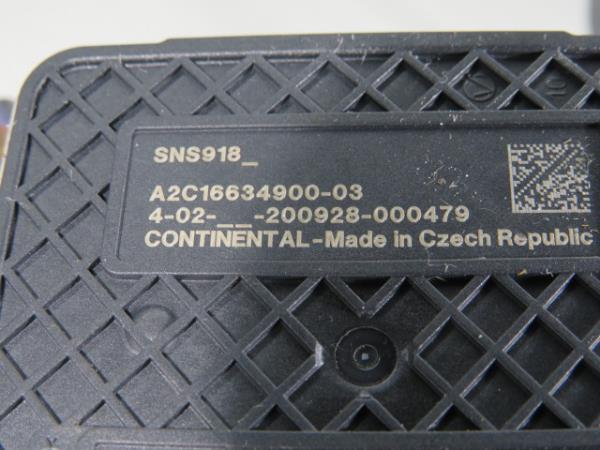 SNS918_
A2C16634900-03
4-02-__-200928-000479
CONTINENTAL-Made in Czech Republic